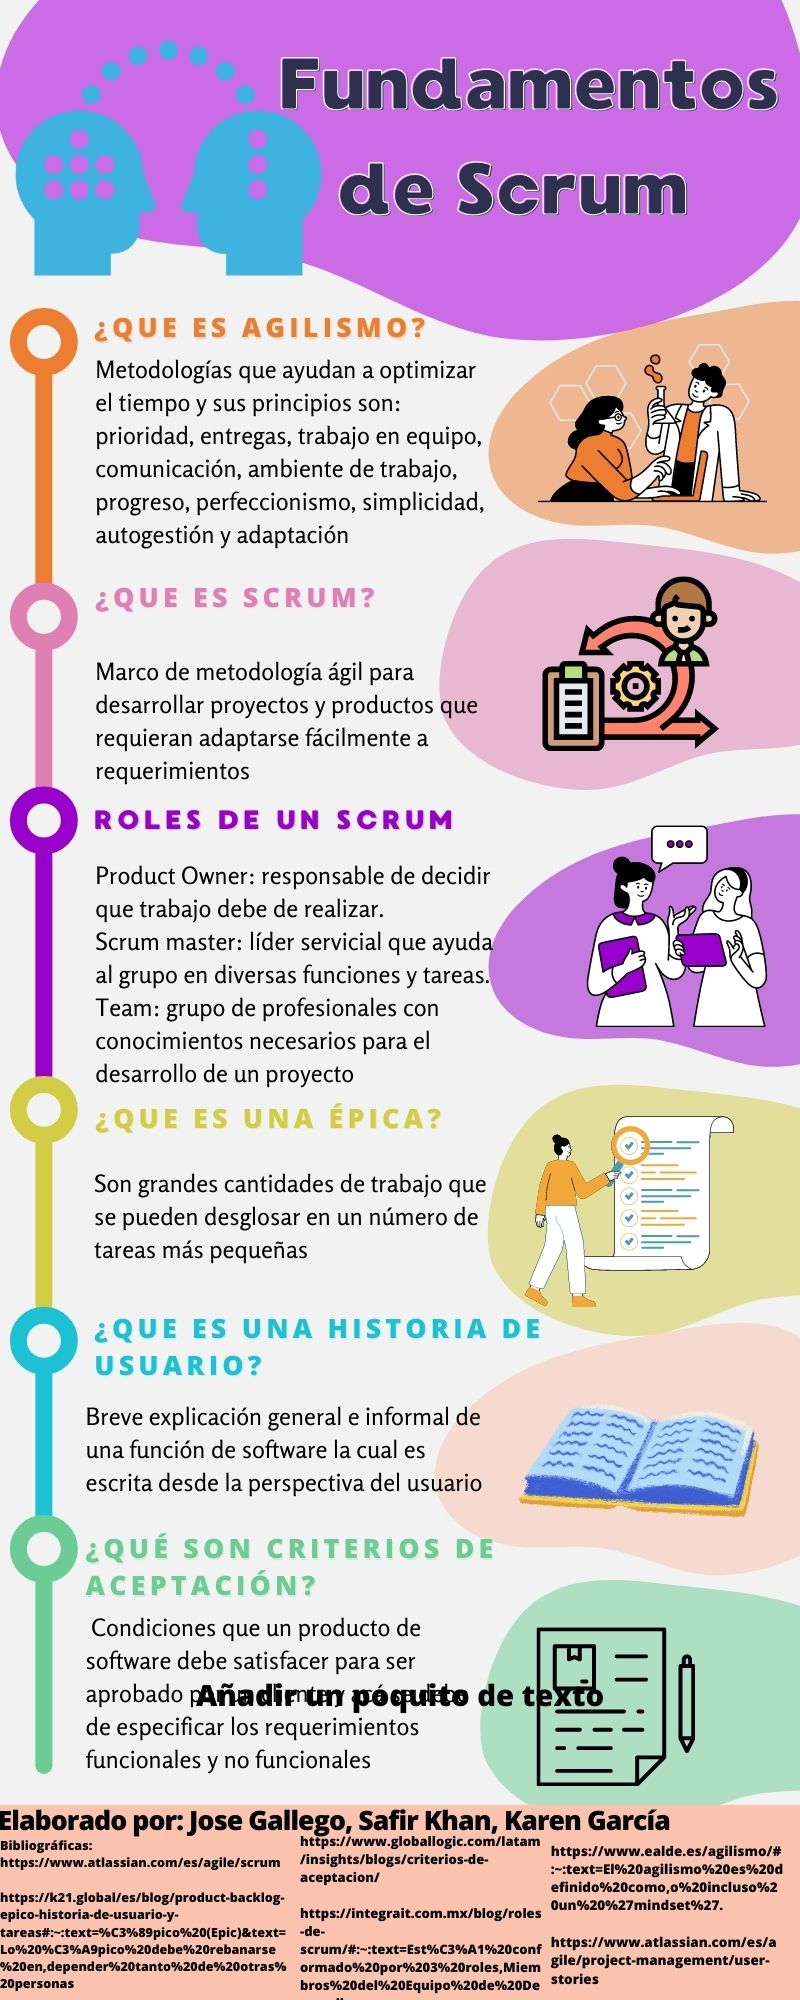 Fundamentos
de Scrum
¿QUE ES AGILISMO?
Metodologías que ayudan a optimizar
el tiempo y sus principios son:
prioridad, entregas, trabajo en equipo,
comunicación, ambiente de trabajo,
progreso, perfeccionismo, simplicidad,
autogestión y adaptación
¿QUE ES SCRUM?
Marco de metodología ágil para
desarrollar proyectos y productos que
requieran adaptarse fácilmente a
requerimientos
ROLES DE UN SCRUM
Product Owner: responsable de decidir
que trabajo debe de realizar.
Scrum master: líder servicial que ayuda
al grupo en diversas funciones y tareas.
Team: grupo de profesionales con
conocimientos necesarios para el
desarrollo de un proyecto
¿QUE ES UNA ÉPICA?
Son grandes cantidades de trabajo que
se pueden desglosar en un número de
tareas más pequeñas
¿QUE ES UNA HISTORIA DE
USUARIO?
Breve explicación general e informal de
una función de software la cual es
escrita desde la perspectiva del usuario
¿QUÉ SON CRITERIOS DE
ACEPTACIÓN?
Condiciones que un producto de
software debe satisfacer para ser
aprobado
Añadir un póquito de texto
de especificar los requerimientos
funcionales y no funcionales
Elaborado por: Jose Gallego, Safir Khan, Karen García
Bibliográficas:
https://www.atlassian.com/es/agile/scrum
https://k21.global/es/blog/product-backlog-
epico-historia-de-usuario-y-
tareas#:~:text=%C3%89pico%20(Epic)&text=
Lo%20%C3%A9pico%20debe%20rebanarse
%20en,depender%20tanto%20de%20otras%
20personas
https://www.globallogic.com/latam
/insights/blogs/criterios-de-
aceptacion/
https://integrait.com.mx/blog/roles
-de-
scrum/#:~:text=Est%C3%A1%20conf
ormado%20por%203%20roles,Miem
bros%20del%20Equipo%20de%20De
https://www.ealde.es/agilismo/#
:~:text=El%20agilismo%20es%20d
efinido%20como,o%20incluso%2
0un%20%27mindset%27.
https://www.atlassian.com/es/a
gile/project-management/user-
stories